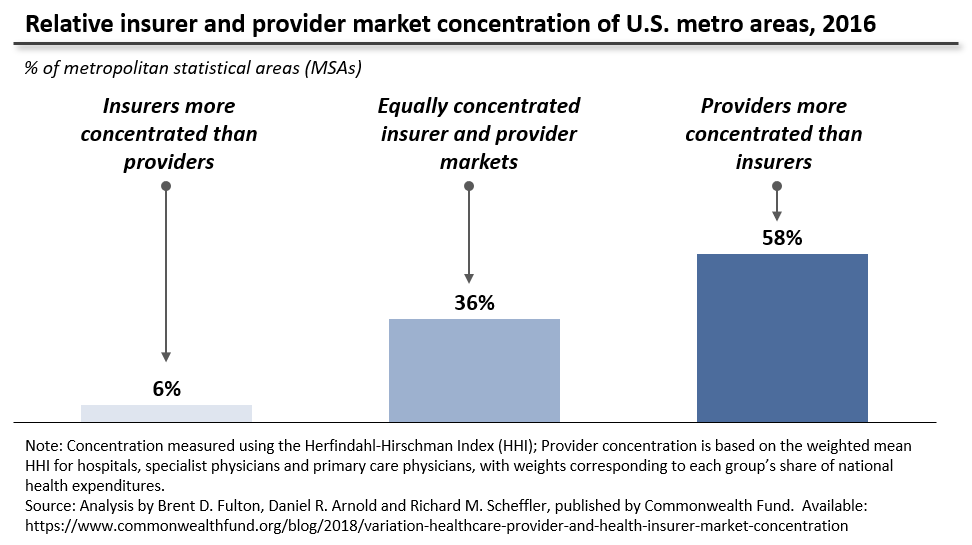 Relative insurer and provider market concentration of U.S. metro areas, 2016
% of metropolitan statistical areas (MSAs)
Insurers more
concentrated than
providers
Equally concentrated
insurer and provider
markets
Providers more
concentrated than
insurers
6%
36%
58%
Note: Concentration measured using the Herfindahl-Hirschman Index (HHI); Provider concentration is based on the weighted mean
HHI for hospitals, specialist physicians and primary care physicians, with weights corresponding to each group's share of national
health expenditures.
Source: Analysis by Brent D. Fulton, Daniel R. Arnold and Richard M. Scheffler, published by Commonwealth Fund.  Available:
https://www.commonwealthfund.org/blog/2018/variation-healthcare-provider-and-health-insurer-market-concentration